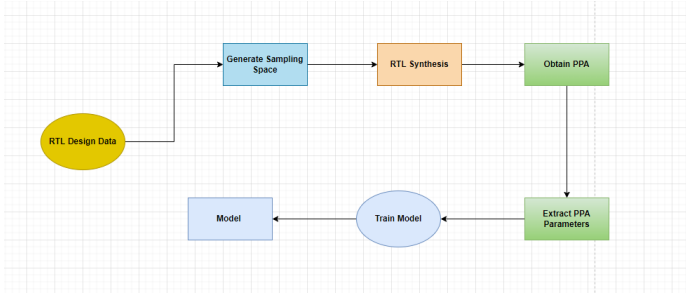 Generate Sampling
Space
RTL Synthesis
Obtain PPA
RTL Design Data
Model
Train Model
Extract PPA
Parameters